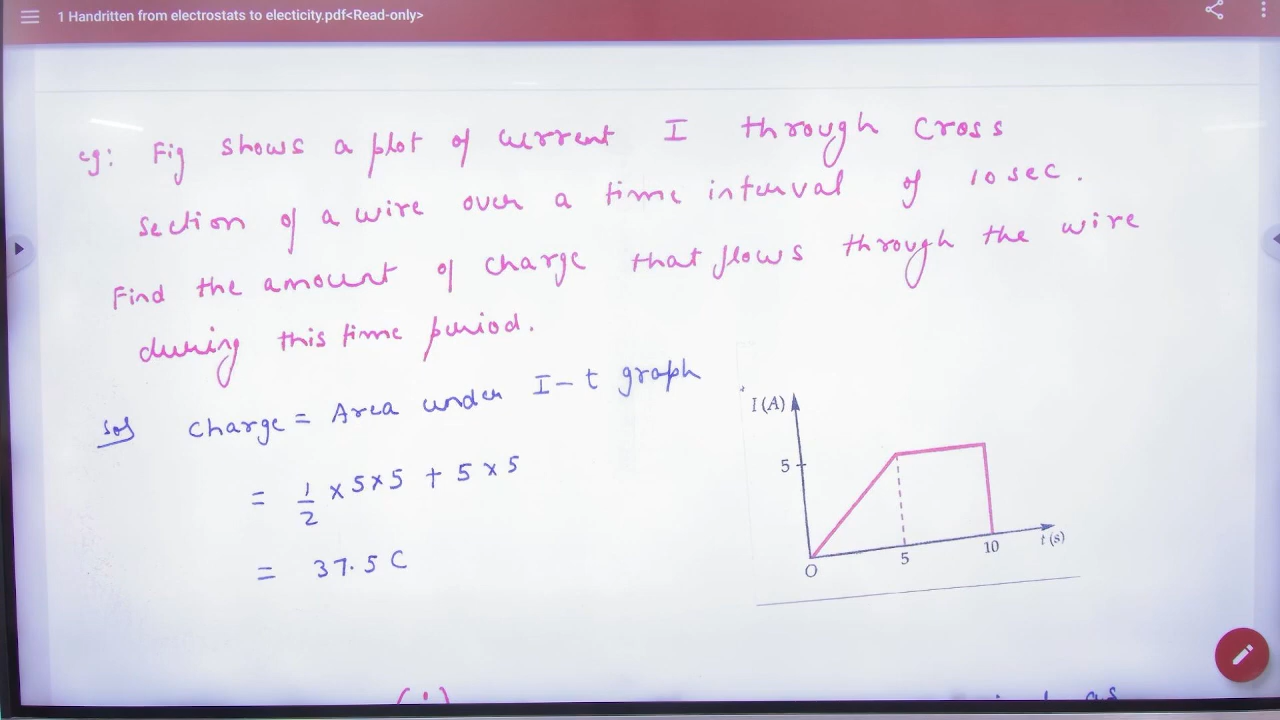 1 Handritten from electrostats to electicity.pdf<Read-only>
eg: Fig shows a plot of current I through cross
section of a wire over a time interval of 10 sec.
Find the amount of charge that flows through the wire
during this time period.
Sol Charge = Area under I-t graph
= 1/2 × 5×5 + 5×5
= 37.5 C
I (A)
5
O
5
10
t (s)
as